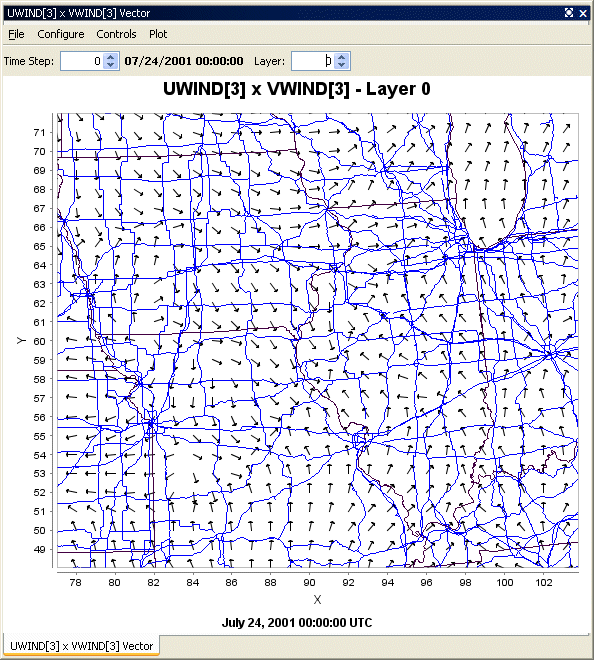 UWIND[3] x VWIND[3] Vector
File Configure Controls Plot
Time Step: 0 07/24/2001 00:00:00 Layer: 0
UWIND[3] x VWIND[3] - Layer 0
71
70
69
68
67
66
65
64
63
62
61
60
59
58
57
56
55
54
53
52
51
50
49
Y
78 80 82 84 86 88 90 92 94 96 98 100 102
X
July 24, 2001 00:00:00 UTC
UWIND[3] x VWIND[3] Vector